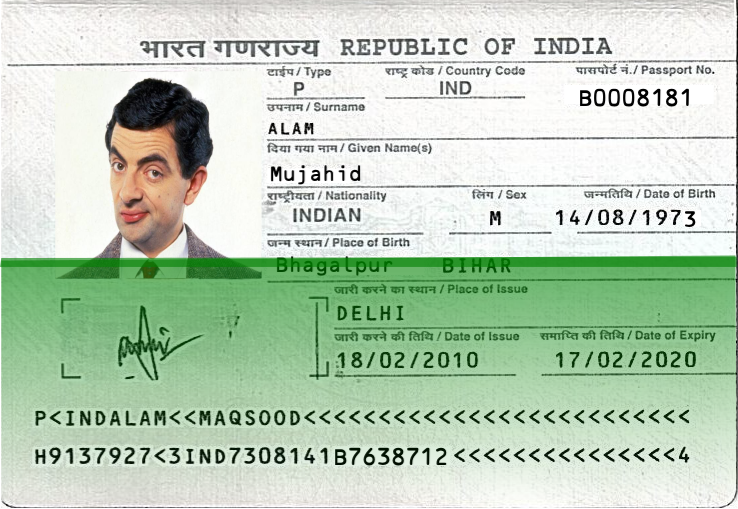 भारत गणराज्य REPUBLIC OF INDIA
टाईप / Type राष्ट्र कोड / Country Code पासपोर्ट नं. / Passport No.
P IND B0008181
उपनाम / Surname
ALAM
दिया गया नाम / Given Name(s)
Mujahid
राष्ट्रीयता / Nationality लिंग / Sex जन्मतिथि / Date of Birth
INDIAN M 14/08/1973
जन्म स्थान / Place of Birth
Bhagalpur BIHAR
जारी करने का स्थान / Place of Issue
DELHI
जारी करने की तिथि / Date of Issue समाप्ति की तिथि / Date of Expiry
18/02/2010 17/02/2020
P<INDALAM<<MAQSOOD<<<<<<<<<<<<<<<<<<<<<<<<<<
H9137927<3IND7308141B7638712<<<<<<<<<<<<<<<4